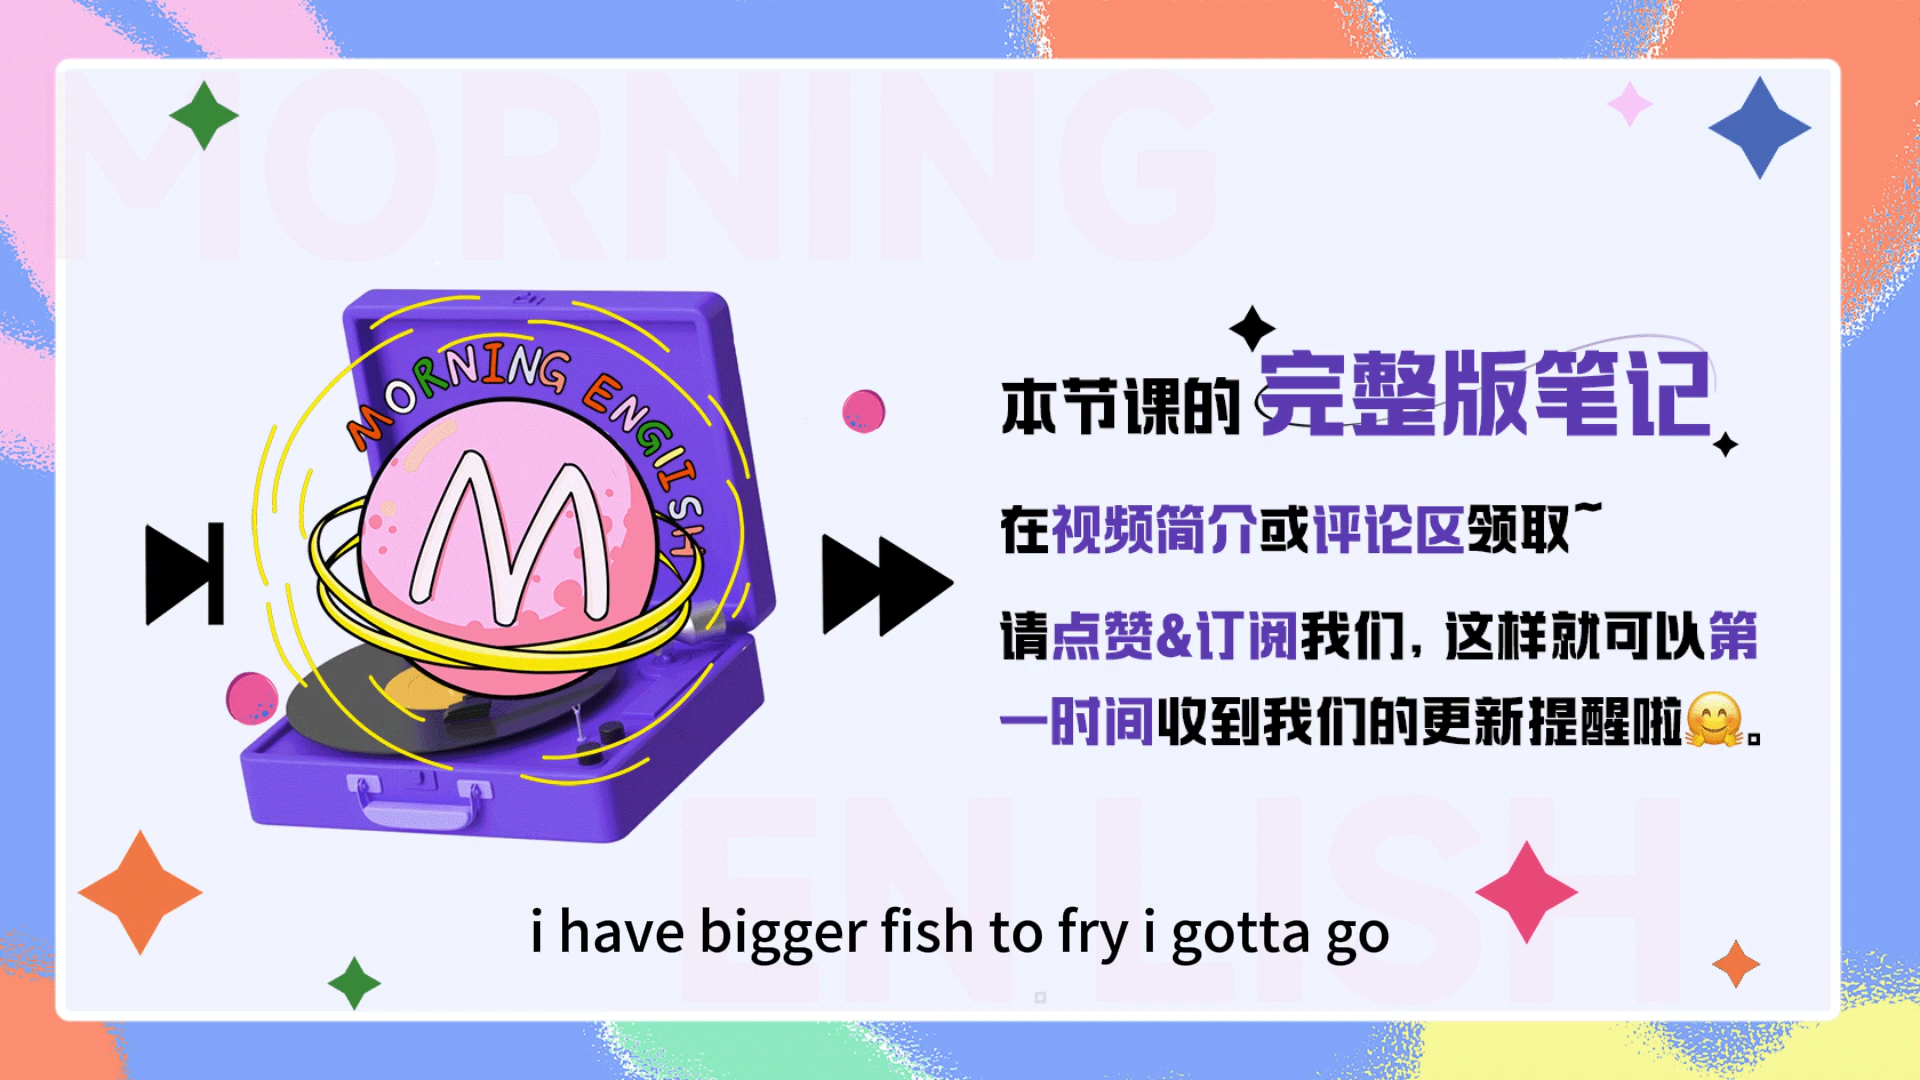 MORNING
MORNING ENGlISH
M
本节课的 完整版笔记
在视频简介或评论区领取~
请点赞&订阅我们，这样就可以第
一时间收到我们的更新提醒啦🤗。
EN LISH
i have bigger fish to fry i gotta go